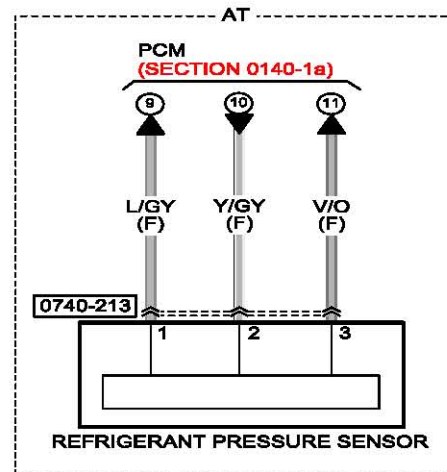 AT
PCM
(SECTION 0140-1a)
9 10 11
L/GY Y/GY V/O
(F) (F) (F)
0740-213
1 2 3
REFRIGERANT PRESSURE SENSOR